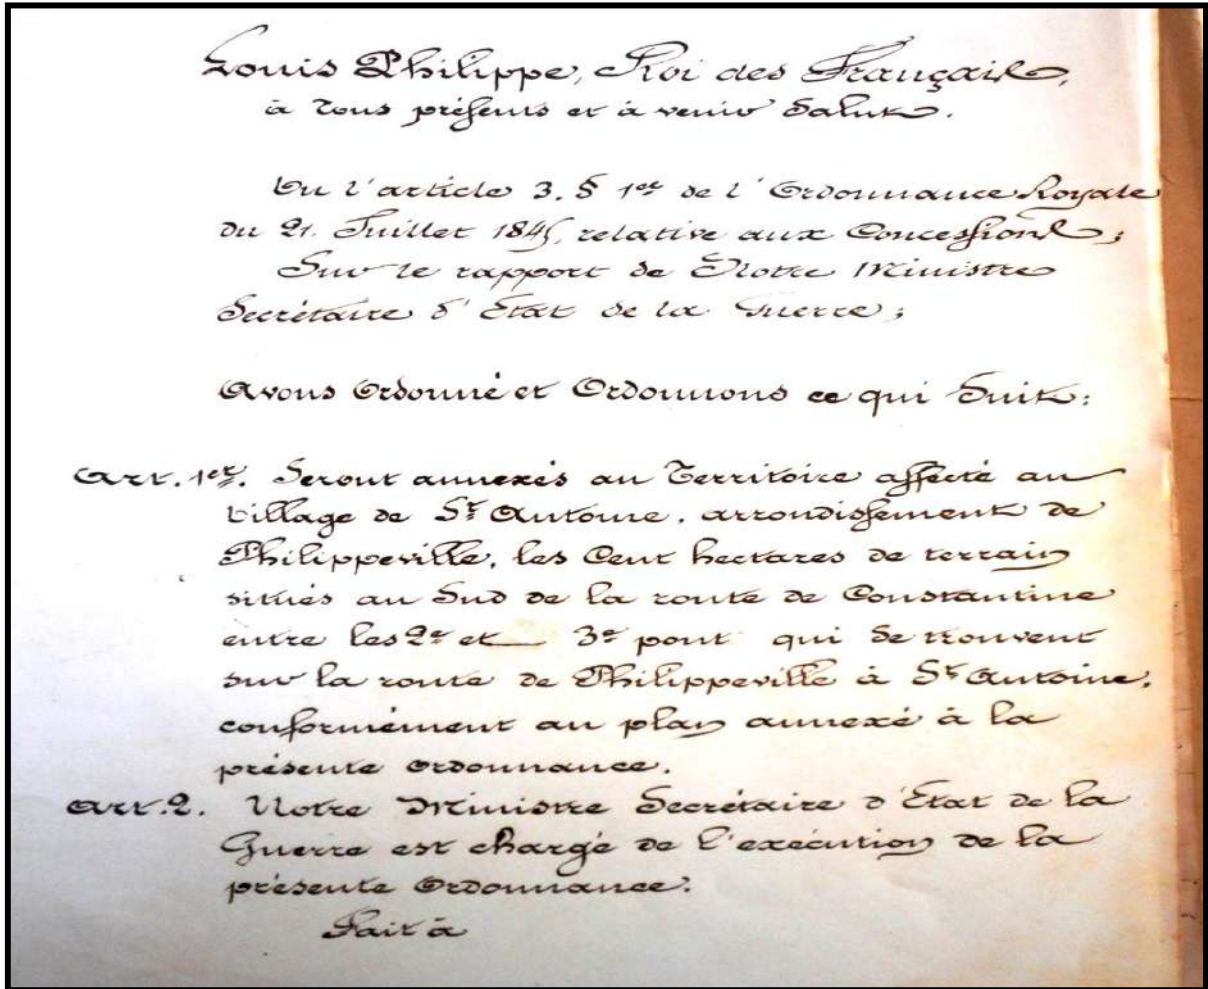 Louis Philippe, Roi des Français,
à tous présents et à venir Salut.
Vu l'article 3. § 1er de l'Ordonnance Royale
du 21. Juillet 1845, relative aux Concessions;
Sur le rapport de Notre Ministre
Secrétaire d'Etat de la Guerre;
Avons Ordonné et Ordonnons ce qui Suit:
Art. 1er. Seront annexés au Territoire affecté au
village de St Antoine, arrondissement de
Philippeville, les Cent hectares de terrain
situés au Sud de la route de Constantine
entre les 2e et 3e pont qui se trouvent
sur la route de Philippeville à St Antoine,
conformément au plan annexé à la
présente ordonnance.
Art. 2. Notre Ministre Secrétaire d'Etat de la
Guerre est chargé de l'exécution de la
présente Ordonnance.
Fait à